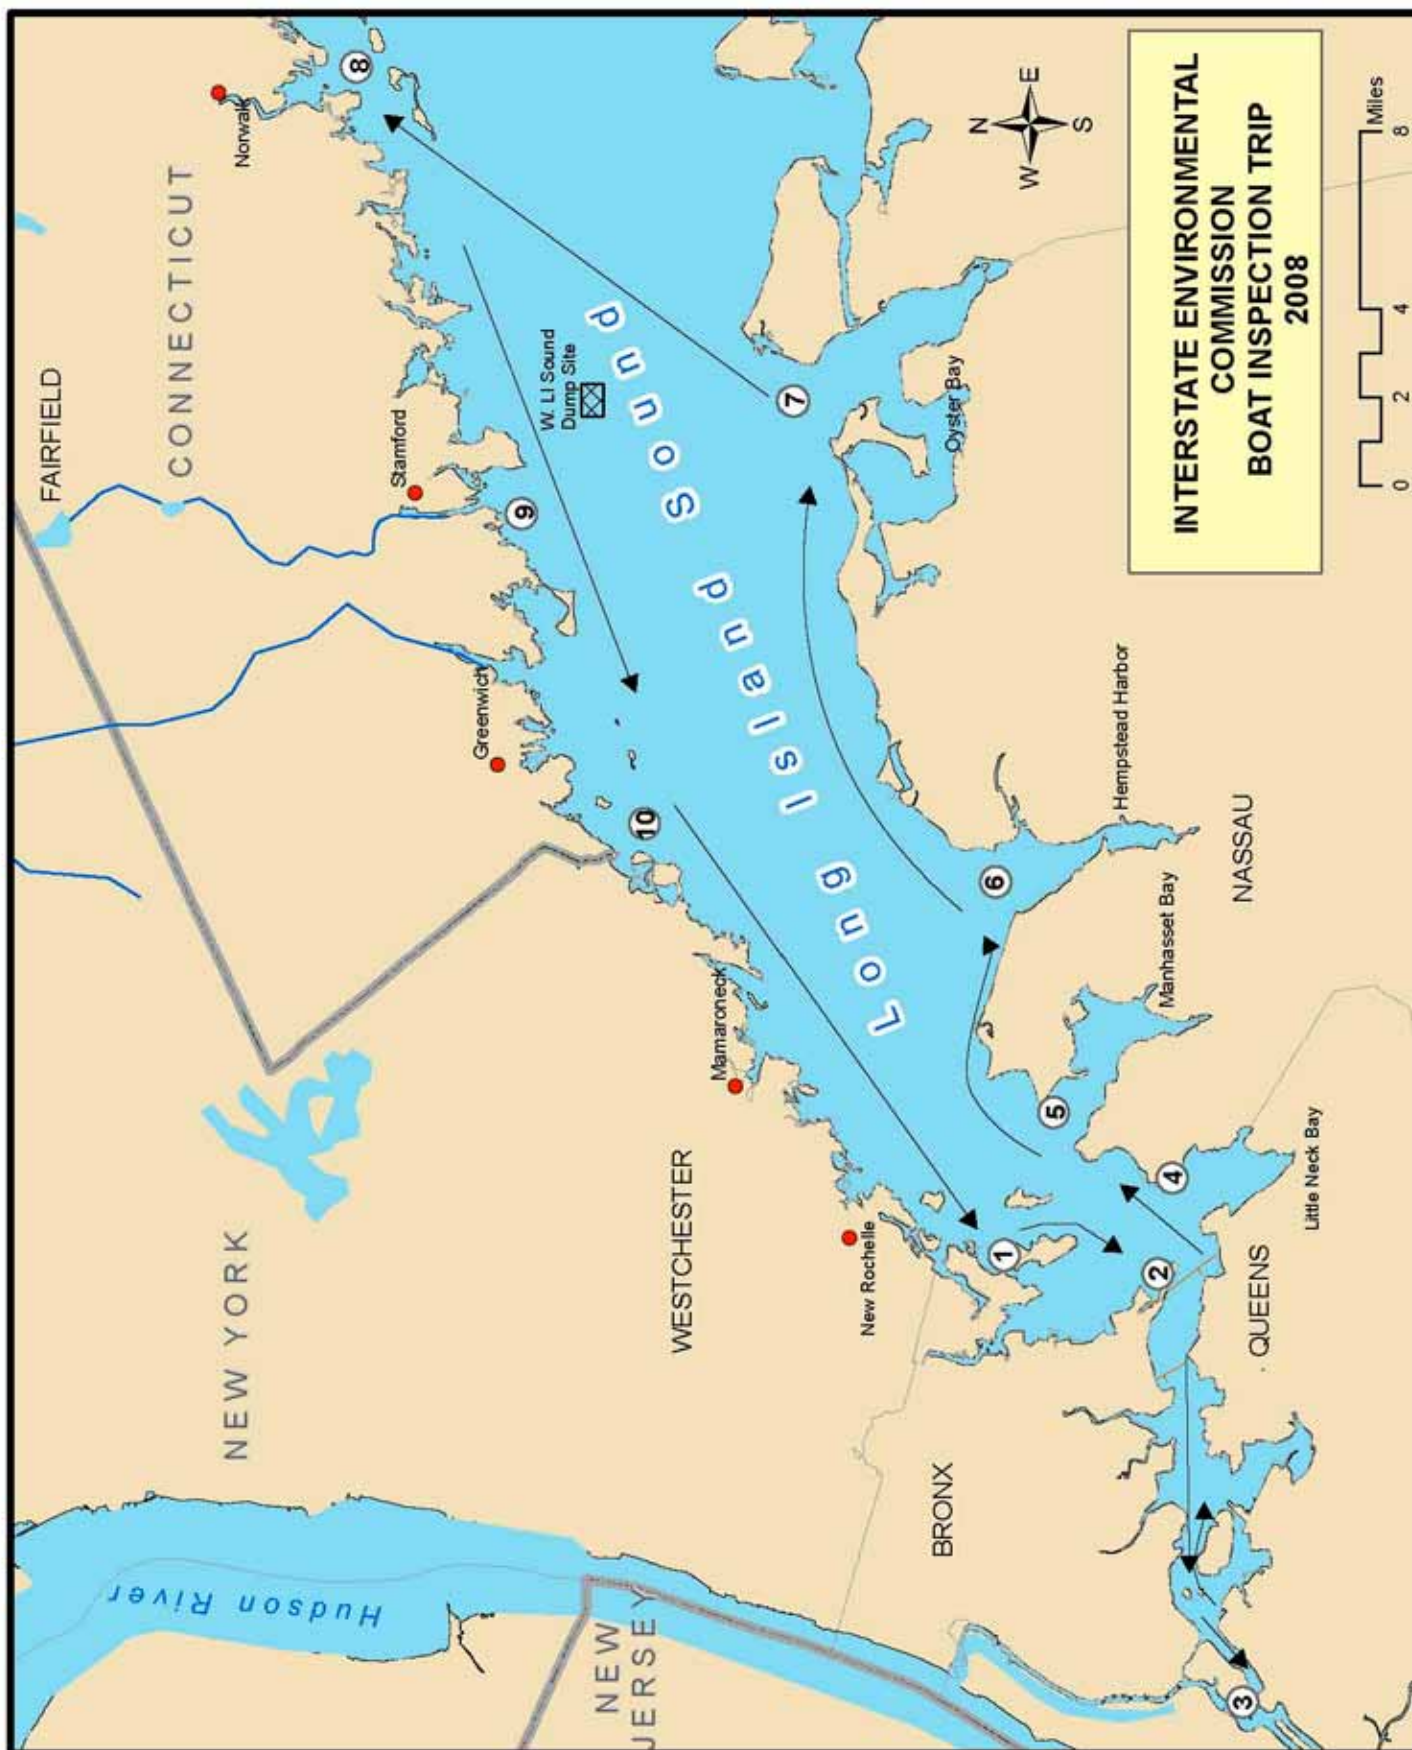 FAIRFIELD
CONNECTICUT
Norwalk
8
Stamford
W. LI Sound
Dump Site
9
Greenwich
10
NEW YORK
WESTCHESTER
Mamaroneck
New Rochelle
Long Island Sound
7
Oyster Bay
6
Hempstead Harbor
NASSAU
Manhasset Bay
5
4
Little Neck Bay
1
2
QUEENS
BRONX
3
Hudson River
NEW
JERSEY
N
W
E
S
INTERSTATE ENVIRONMENTAL
COMMISSION
BOAT INSPECTION TRIP
2008
0 2 4 8
Miles